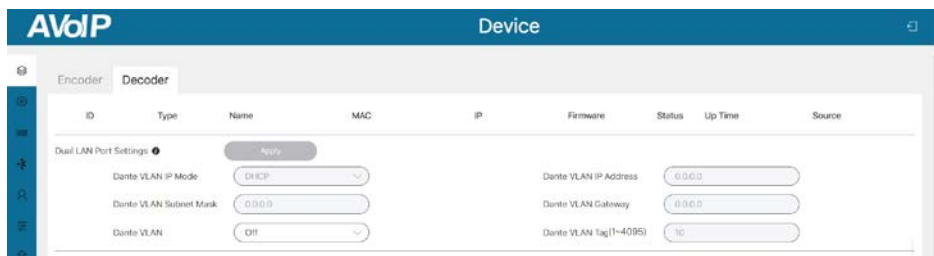 AVoIP Device
Encoder Decoder
ID Type Name MAC IP Firmware Status Up Time Source
Dual LAN Port Settings Apply
Dante VLAN IP Mode DHCP Dante VLAN IP Address 0.0.0.0
Dante VLAN Subnet Mask 0.0.0.0 Dante VLAN Gateway 0.0.0.0
Dante VLAN Off Dante VLAN Tag(1~4095) 10